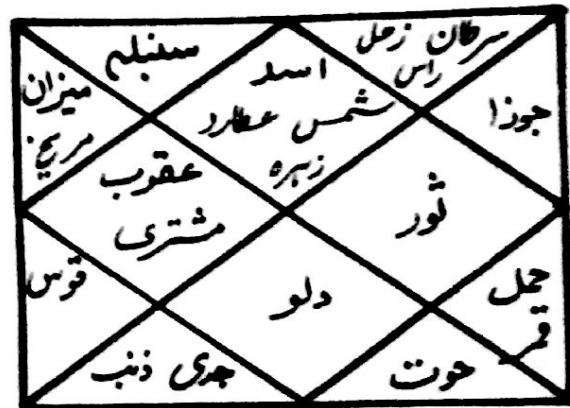 سرطان زحل
راس
اسد
شمس عطارد
زہرہ
سنبلہ
میزان
مریخ
عقرب
مشتری
قوس
جدی ذنب
دلو
حوت
حمل
قمر
ثور
جوزا